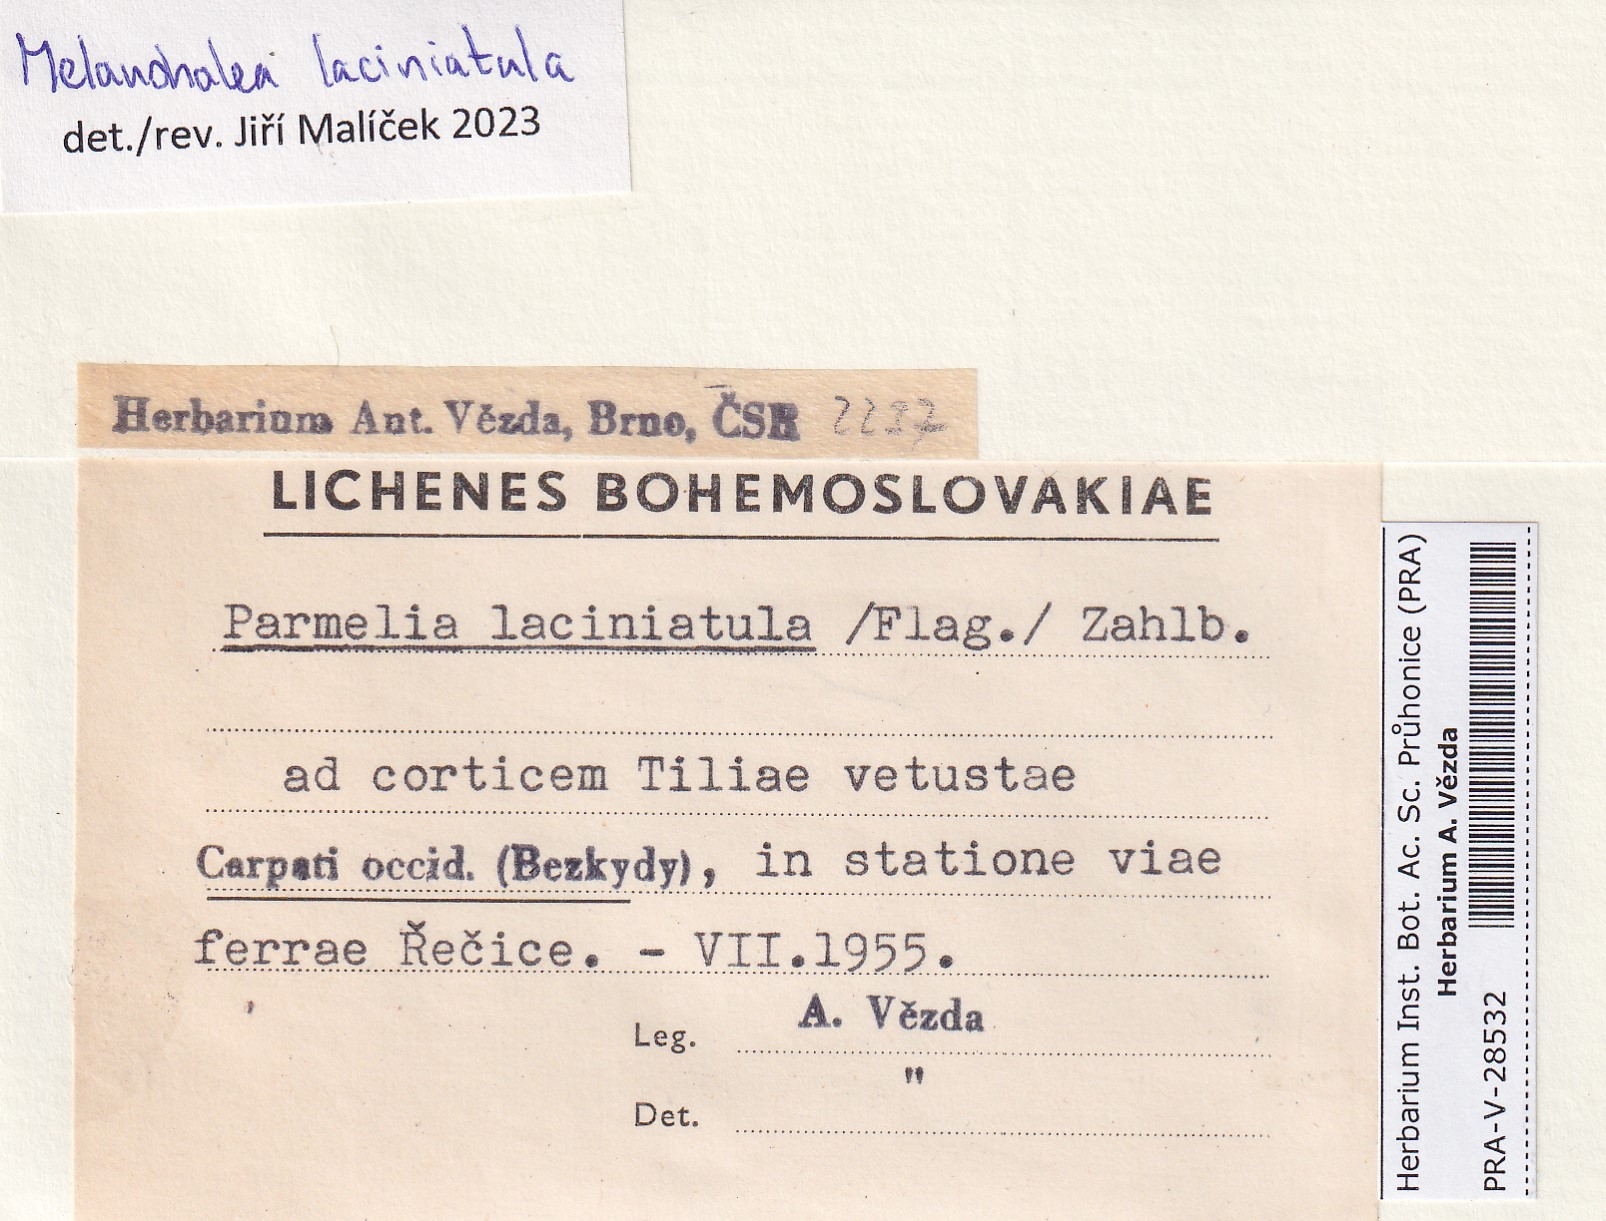 Melanohalea laciniatula
det./rev. Jiří Malíček 2023
Herbarium Ant. Vězda, Brno, ČSR
LICHENES BOHEMOSLOVAKIAE
Parmelia laciniatula /Flag./ Zahlb.
ad corticem Tiliae vetustae
Carpati occid. (Bezkydy), in statione viae
ferrae Řečice. - VII.1955.
Leg. A. Vězda
Det. "
Herbarium Inst. Bot. Ac. Sc. Průhonice (PRA)
Herbarium A. Vězda
PRA-V-28532